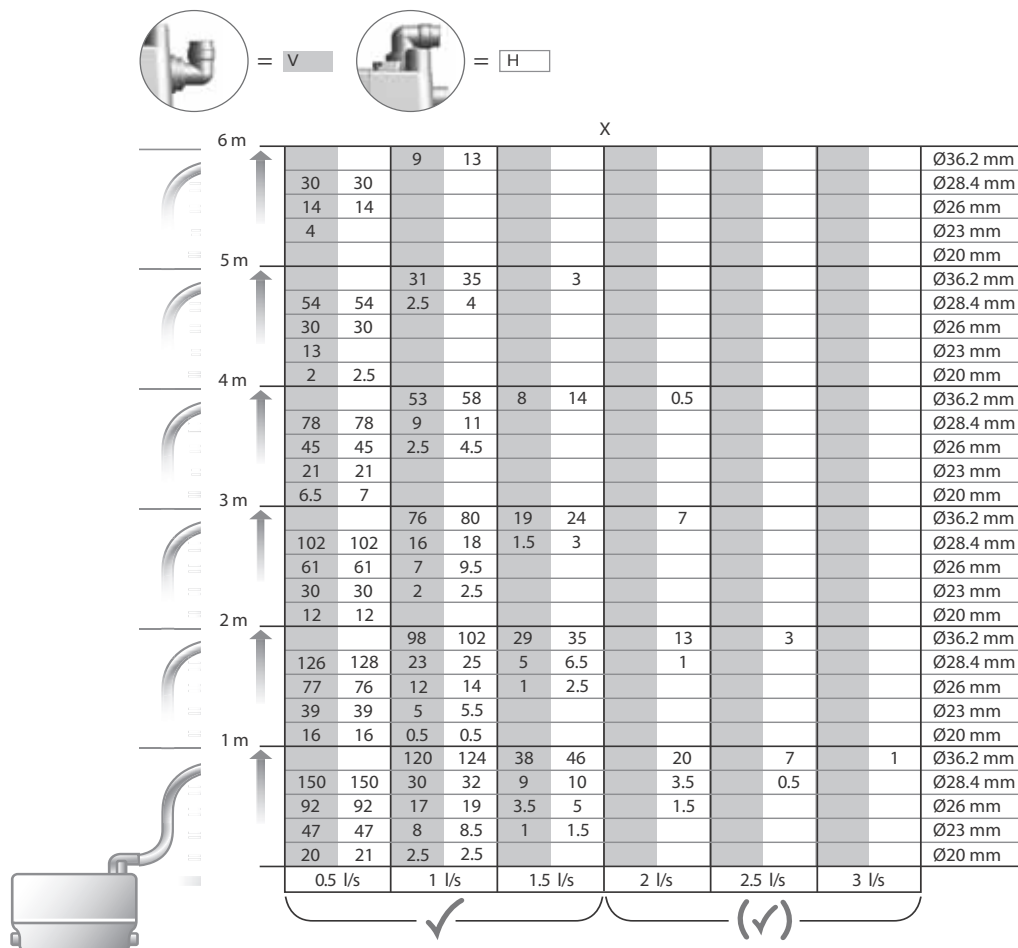 = V = H
X
6 m
9 13 Ø36.2 mm
30 30 Ø28.4 mm
14 14 Ø26 mm
4 Ø23 mm
Ø20 mm
5 m
31 35 3 Ø36.2 mm
54 54 2.5 4 Ø28.4 mm
30 30 Ø26 mm
13 Ø23 mm
2 2.5 Ø20 mm
4 m
53 58 8 14 0.5 Ø36.2 mm
78 78 9 11 Ø28.4 mm
45 45 2.5 4.5 Ø26 mm
21 21 Ø23 mm
6.5 7 Ø20 mm
3 m
76 80 19 24 7 Ø36.2 mm
102 102 16 18 1.5 3 Ø28.4 mm
61 61 7 9.5 Ø26 mm
30 30 2 2.5 Ø23 mm
12 12 Ø20 mm
2 m
98 102 29 35 13 3 Ø36.2 mm
126 128 23 25 5 6.5 1 Ø28.4 mm
77 76 12 14 1 2.5 Ø26 mm
39 39 5 5.5 Ø23 mm
16 16 0.5 0.5 Ø20 mm
1 m
120 124 38 46 20 7 1 Ø36.2 mm
150 150 30 32 9 10 3.5 0.5 Ø28.4 mm
92 92 17 19 3.5 5 1.5 Ø26 mm
47 47 8 8.5 1 1.5 Ø23 mm
20 21 2.5 2.5 Ø20 mm
0.5 l/s 1 l/s 1.5 l/s 2 l/s 2.5 l/s 3 l/s
✓ (✓)